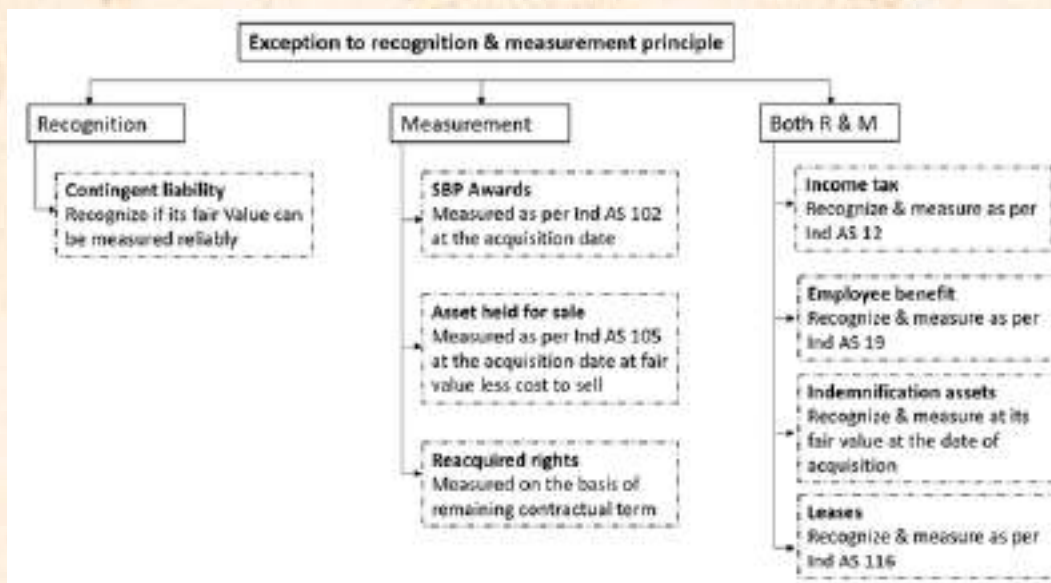 Exception to recognition & measurement principle
Recognition
Contingent liability
Recognize if its fair Value can
be measured reliably
Measurement
SBP Awards
Measured as per Ind AS 102
at the acquisition date
Asset held for sale
Measured as per Ind AS 105
at the acquisition date at fair
value less cost to sell
Reacquired rights
Measured on the basis of
remaining contractual term
Both R & M
Income tax
Recognize & measure as per
Ind AS 12
Employee benefit
Recognize & measure as per
Ind AS 19
Indemnification assets
Recognize & measure at its
fair value at the date of
acquisition
Leases
Recognize & measure as per
Ind AS 116